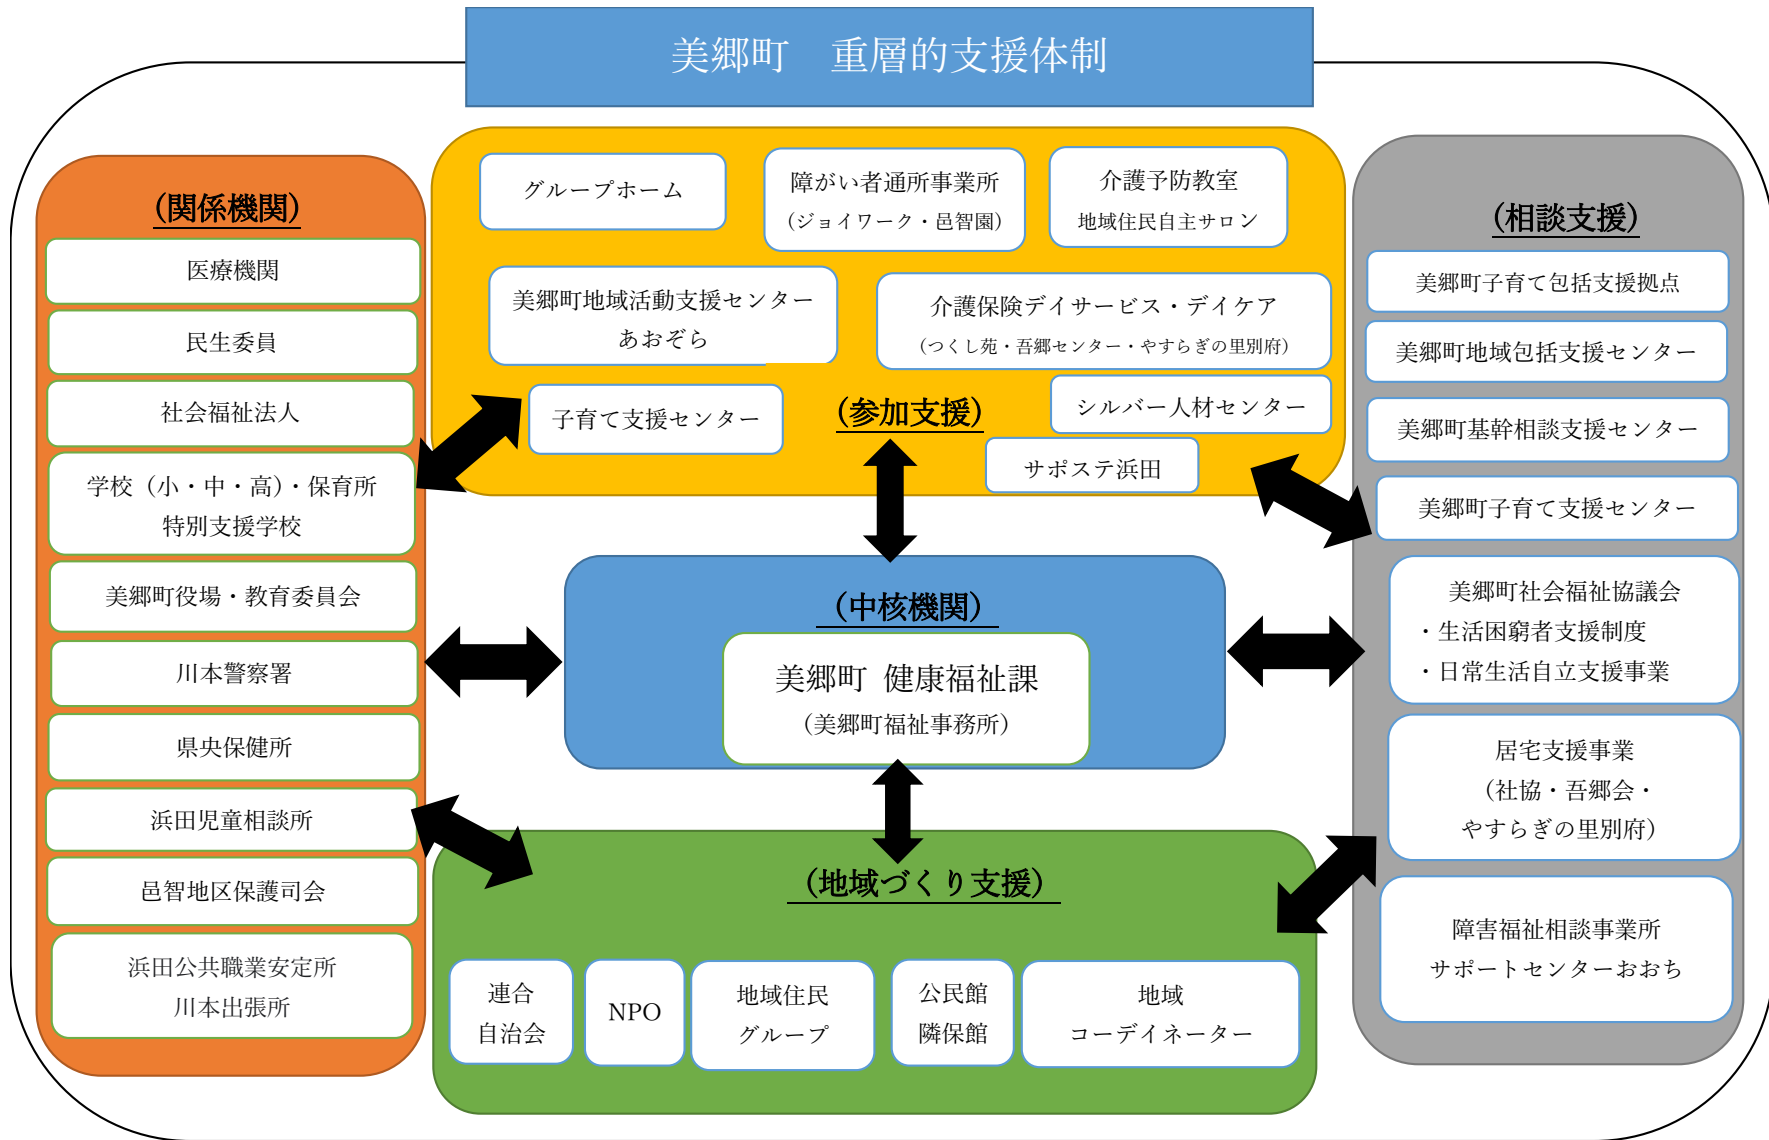 美郷町　重層的支援体制
（関係機関）
医療機関
民生委員
社会福祉法人
学校（小・中・高）・保育所
特別支援学校
美郷町役場・教育委員会
川本警察署
県央保健所
浜田児童相談所
邑智地区保護司会
浜田公共職業安定所
川本出張所
グループホーム
障がい者通所事業所
（ジョイワーク・邑智園）
介護予防教室
地域住民自主サロン
美郷町地域活動支援センター
あおぞら
介護保険デイサービス・デイケア
（つくし苑・吾郷センター・やすらぎの里別府）
子育て支援センター
（参加支援）
シルバー人材センター
サポステ浜田
（中核機関）
美郷町 健康福祉課
（美郷町福祉事務所）
（地域づくり支援）
連合
自治会
NPO
地域住民
グループ
公民館
隣保館
地域
コーデイネーター
（相談支援）
美郷町子育て包括支援拠点
美郷町地域包括支援センター
美郷町基幹相談支援センター
美郷町子育て支援センター
美郷町社会福祉協議会
・生活困窮者支援制度
・日常生活自立支援事業
居宅支援事業
（社協・吾郷会・
やすらぎの里別府）
障害福祉相談事業所
サポートセンターおおち